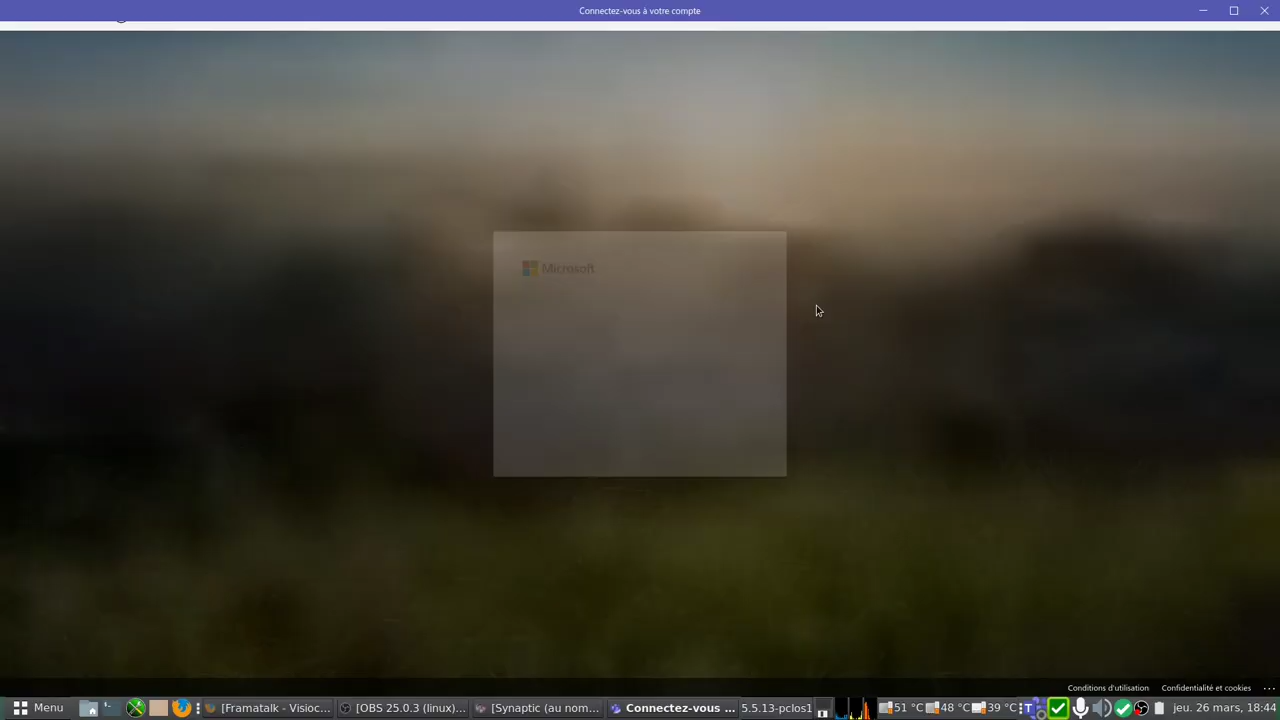 Connectez-vous à votre compte
Microsoft
Conditions d'utilisation Confidentialité et cookies ...
Menu [Framatalk - Visioc... [OBS 25.0.3 (linux)... [Synaptic (au nom... Connectez-vous ... 5.5.13-pclos1 51 °C 48 °C 39 °C T jeu. 26 mars, 18:44